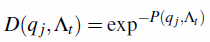 D(q_j, Λ_t) = exp^{-P(q_j, Λ_t)}